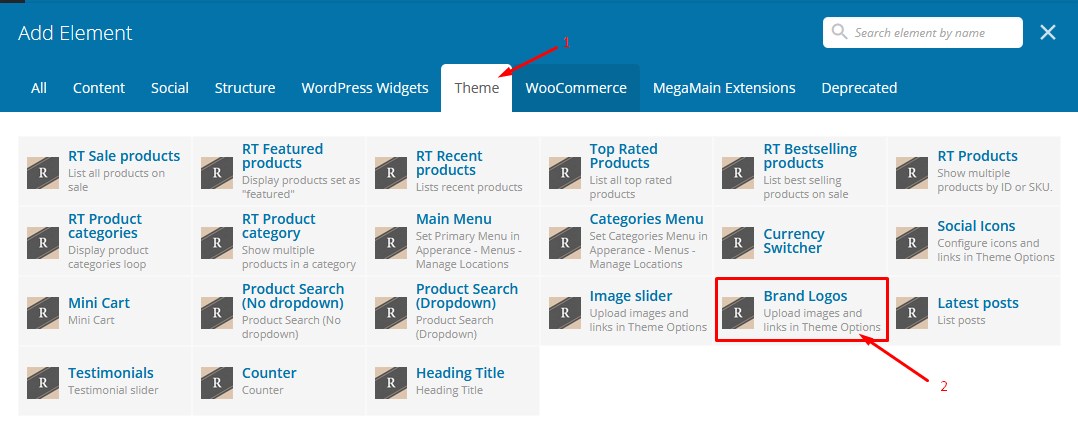 Add Element
Search element by name
1
All Content Social Structure WordPress Widgets Theme WooCommerce MegaMain Extensions Deprecated
R
RT Sale products
List all products on
sale
R
RT Featured
products
Display products set as
"featured"
R
RT Recent
products
Lists recent products
R
Top Rated
Products
List all top rated
products
R
RT Bestselling
products
List best selling
products on sale
R
RT Products
Show multiple
products by ID or SKU.
R
RT Product
categories
Display product
categories loop
R
RT Product
category
Show multiple
products in a category
R
Main Menu
Set Primary Menu in
Apperance - Menus -
Manage Locations
R
Categories Menu
Set Categories Menu in
Apperance - Menus -
Manage Locations
R
Currency
Switcher
R
Social Icons
Configure icons and
links in Theme Options
R
Mini Cart
Mini Cart
R
Product Search
(No dropdown)
Product Search (No
dropdown)
R
Product Search
(Dropdown)
Product Search
(Dropdown)
R
Image slider
Upload images and
links in Theme Options
R
Brand Logos
Upload images and
links in Theme Options
R
Latest posts
List posts
2
R
Testimonials
Testimonial slider
R
Counter
Counter
R
Heading Title
Heading Title